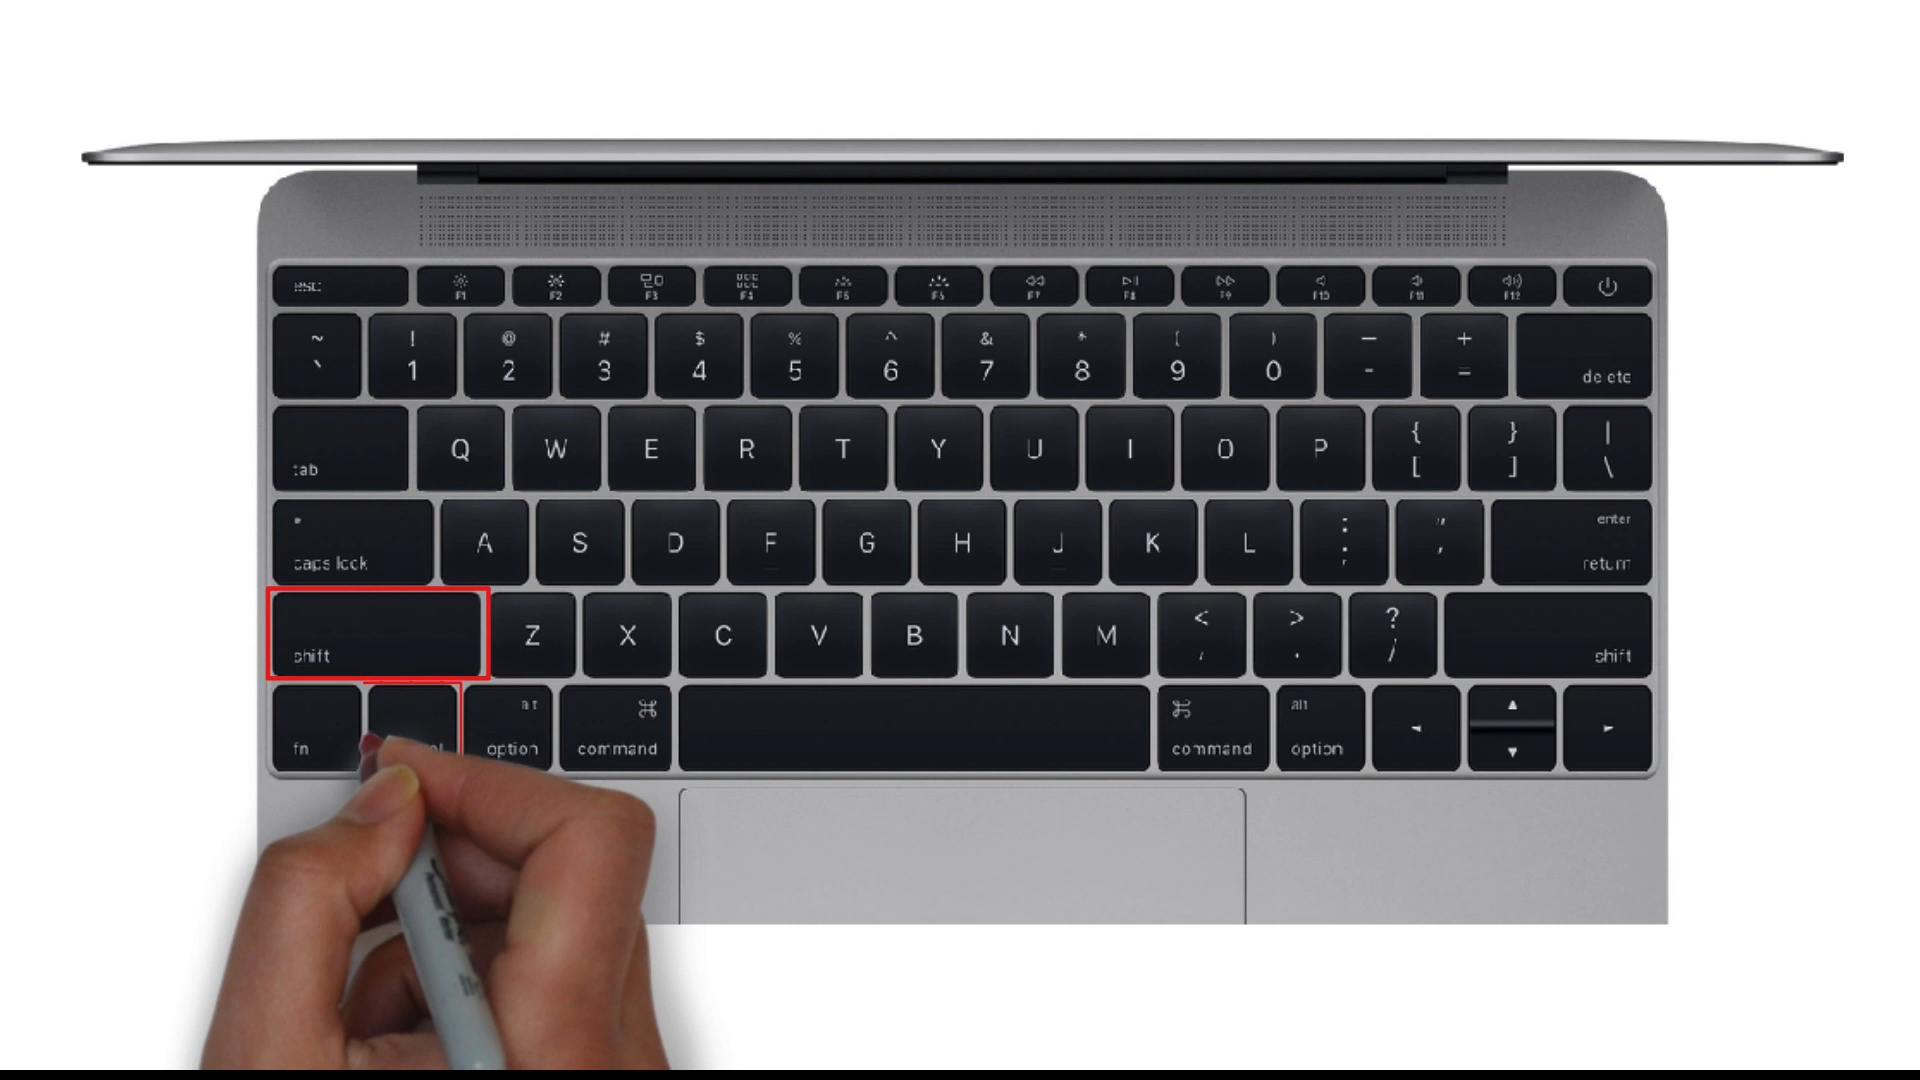 esc F1 F2 F3 F4 F5 F6 F7 F8 F9 F10 F11 F12
~ ! @ # $ % ^ & * ( ) — +
` 1 2 3 4 5 6 7 8 9 0 - = delete
tab Q W E R T Y U I O P { [ } ] | \
caps lock A S D F G H J K L : ; " ' enter return
shift Z X C V B N M < , > . ? / shift
fn alt option ⌘ command ⌘ command alt option ◄ ▲ ▼ ►